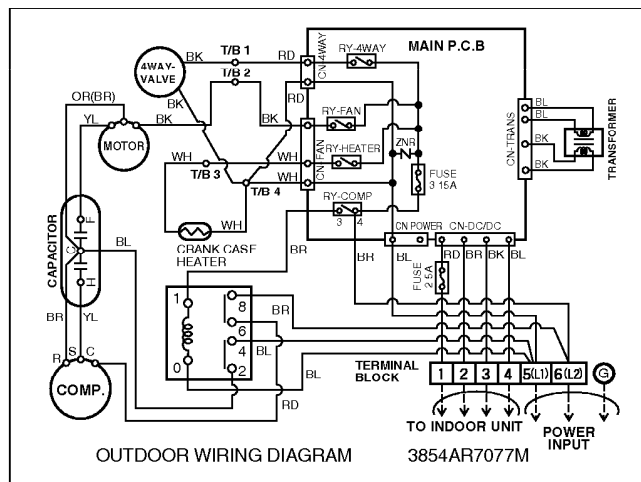 T/B 1
BK
RD
CN-4WAY
RY-4WAY
MAIN P.C.B
4WAY-
VALVE
T/B 2
BK
RD
BL
BL
BK
BK
CN-TRANS
TRANSFORMER
OR(BR)
YL
MOTOR
BK
BK
RY-FAN
CN-FAN
ZNR
WH
T/B 3
WH
RY-HEATER
T/B 4
WH
FUSE
3 15A
RY-COMP
3 4
WH
CRANK CASE
HEATER
CAPACITOR
F
C
H
BL
BR
BR
CN POWER
CN-DC/DC
BL
RD
BR
BK
BL
FUSE
2 5A
BR
YL
R
S
C
COMP.
1
0
8
6
4
2
BR
BL
BL
RD
TERMINAL
BLOCK
1
2
3
4
5(L1)
6(L2)
G
TO INDOOR UNIT
POWER
INPUT
OUTDOOR WIRING DIAGRAM
3854AR7077M